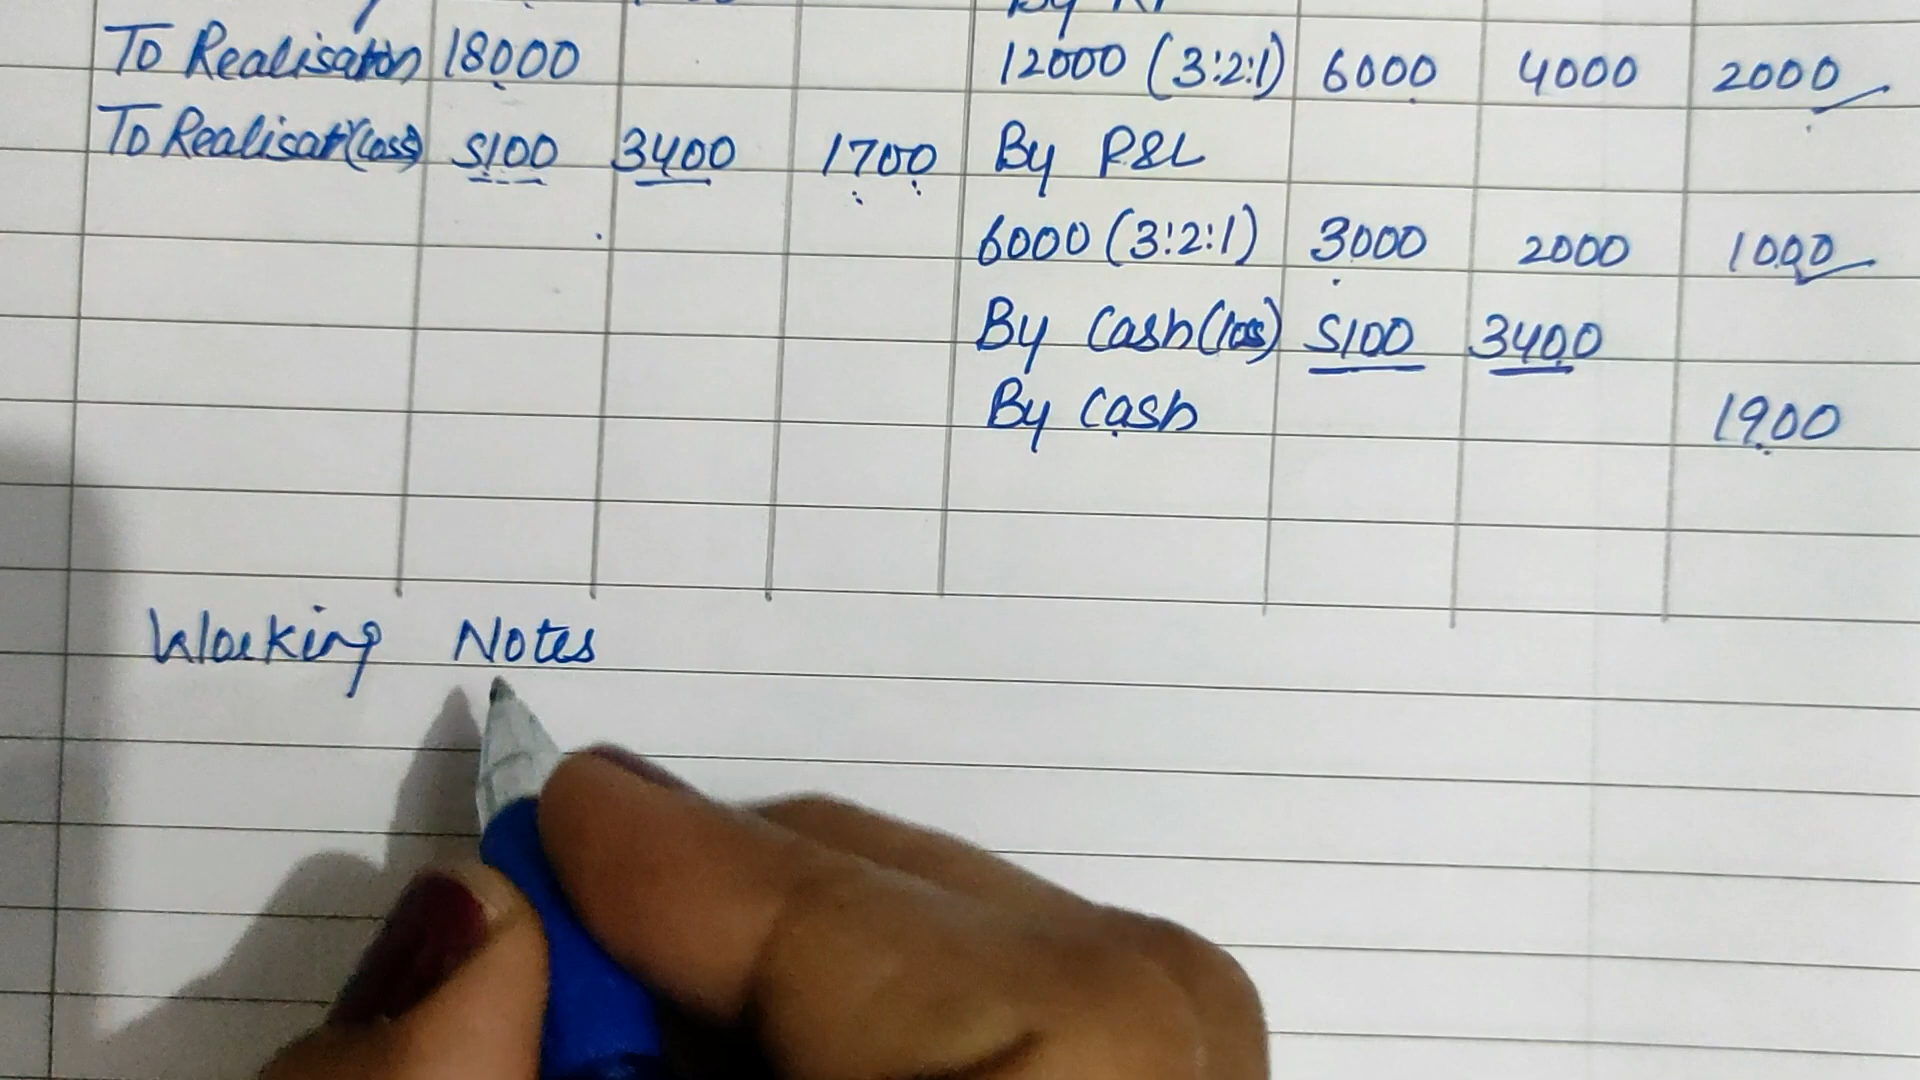 To Realisation 18000 12000 (3:2:1) 6000 4000 2000
To Realisat(loss) 5100 3400 1700 By P&L
6000 (3:2:1) 3000 2000 1000
By Cash(loss) 5100 3400
By Cash 1900
Working Notes